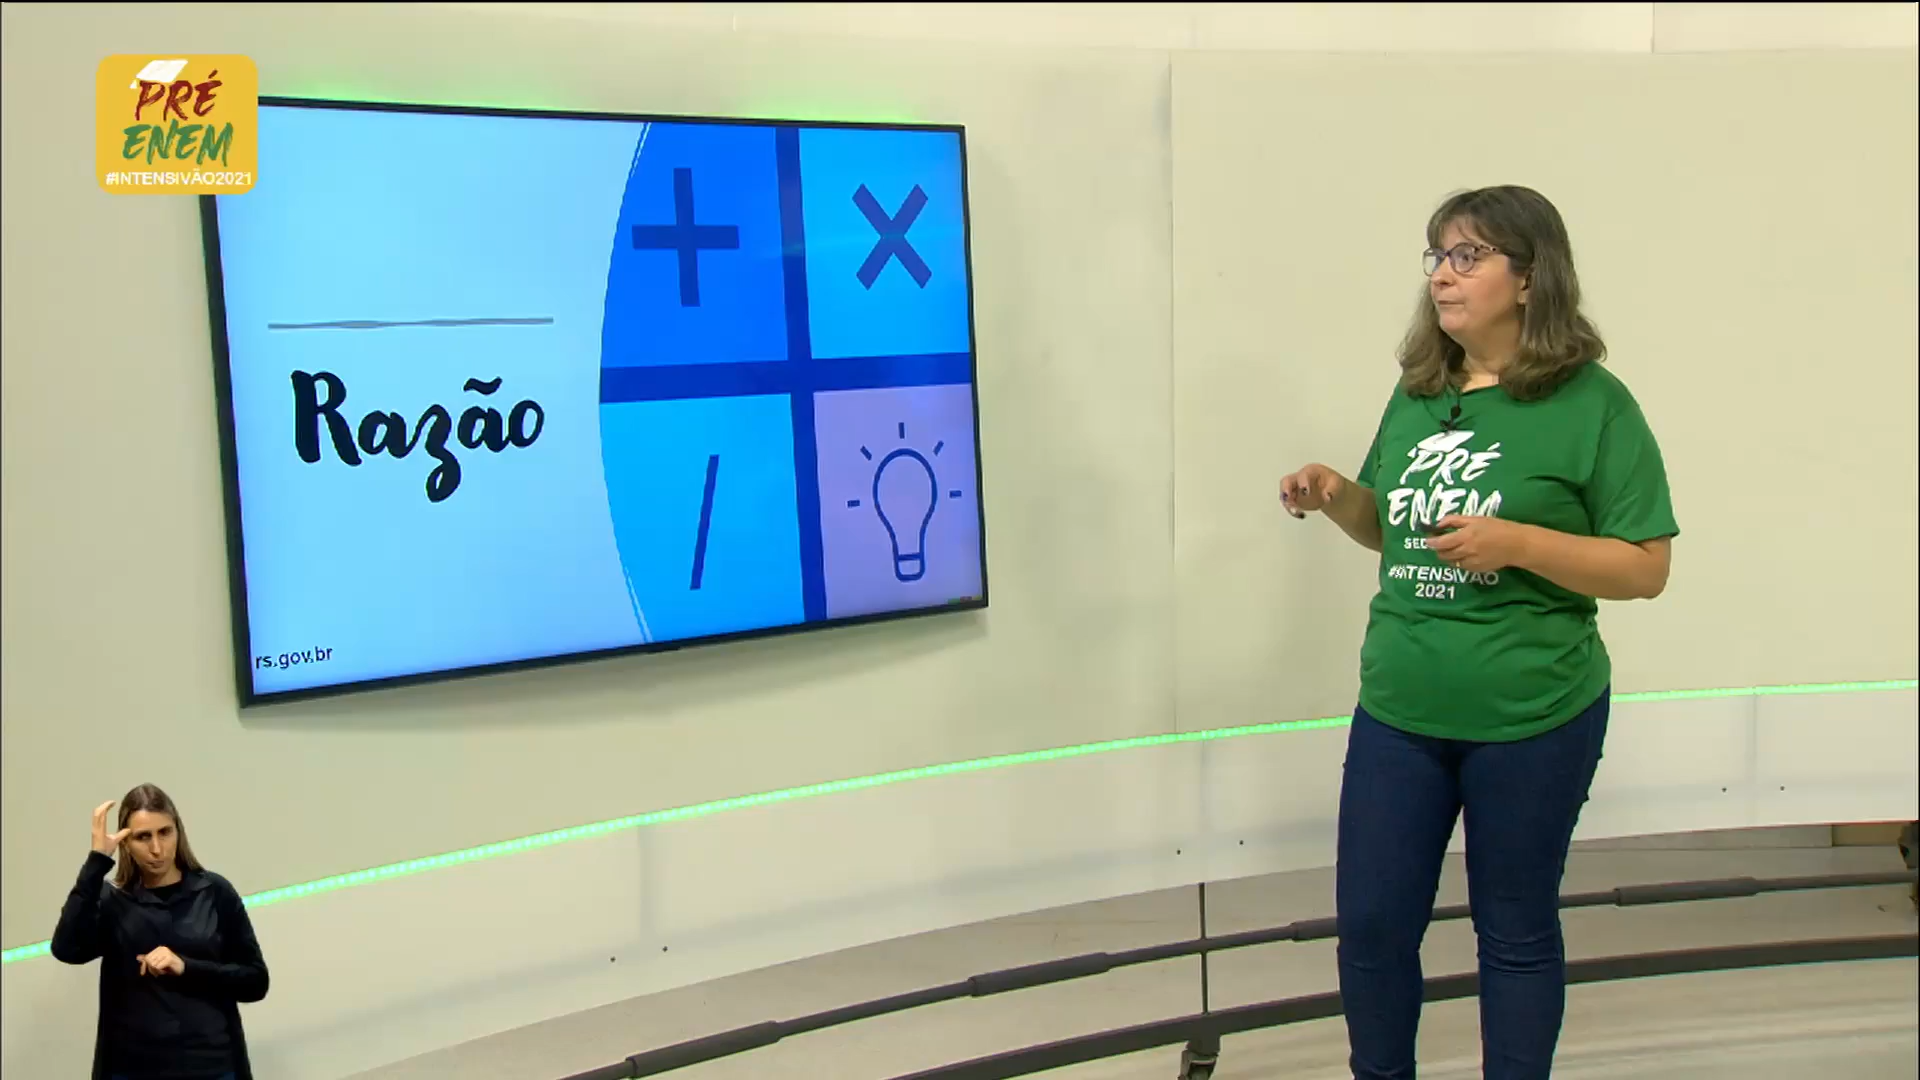 PRÉ
ENEM
#INTENSIVÃO2021
+
X
Razão
/
rs.gov.br
PRÉ
ENEM
#INTENSIVÃO
2021